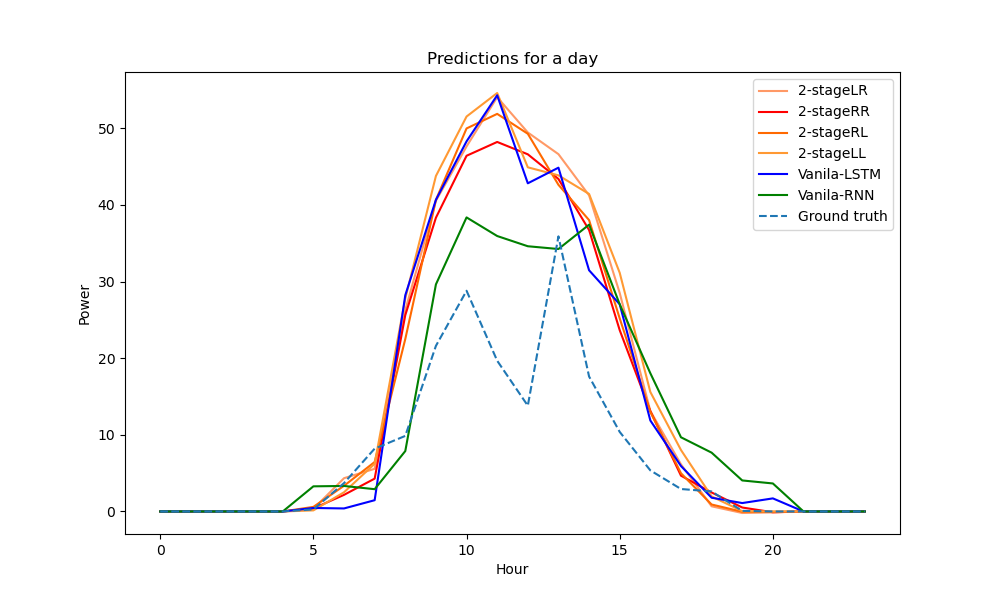 Predictions for a day
2-stageLR
2-stageRR
2-stageRL
2-stageLL
Vanila-LSTM
Vanila-RNN
Ground truth
Power
50
40
30
20
10
0
0 5 10 15 20
Hour